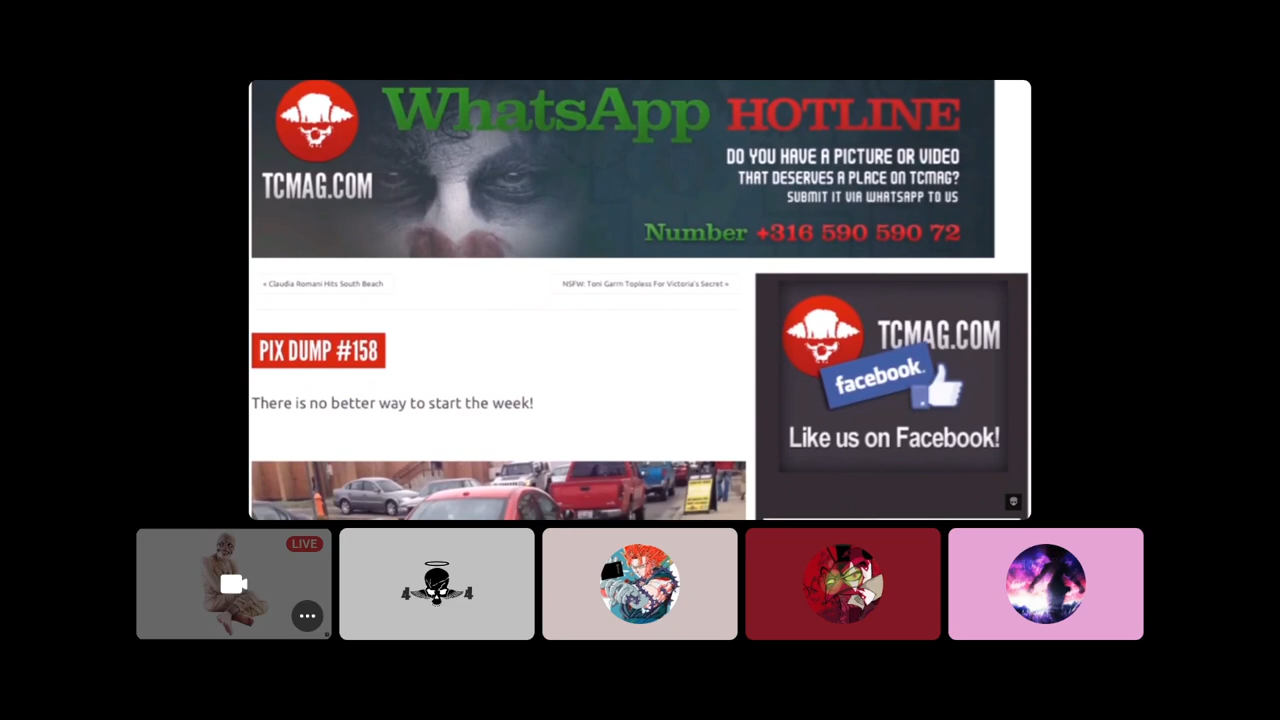 WhatsApp HOTLINE
DO YOU HAVE A PICTURE OR VIDEO
THAT DESERVES A PLACE ON TCMAG?
SUBMIT IT VIA WHATSAPP TO US
TCMAG.COM
Number +316 590 590 72
« Claudia Romani Hits South Beach
NSFW: Toni Garrn Topless For Victoria's Secret »
PIX DUMP #158
There is no better way to start the week!
TCMAG.COM
facebook.
Like us on Facebook!
LIVE
4 4